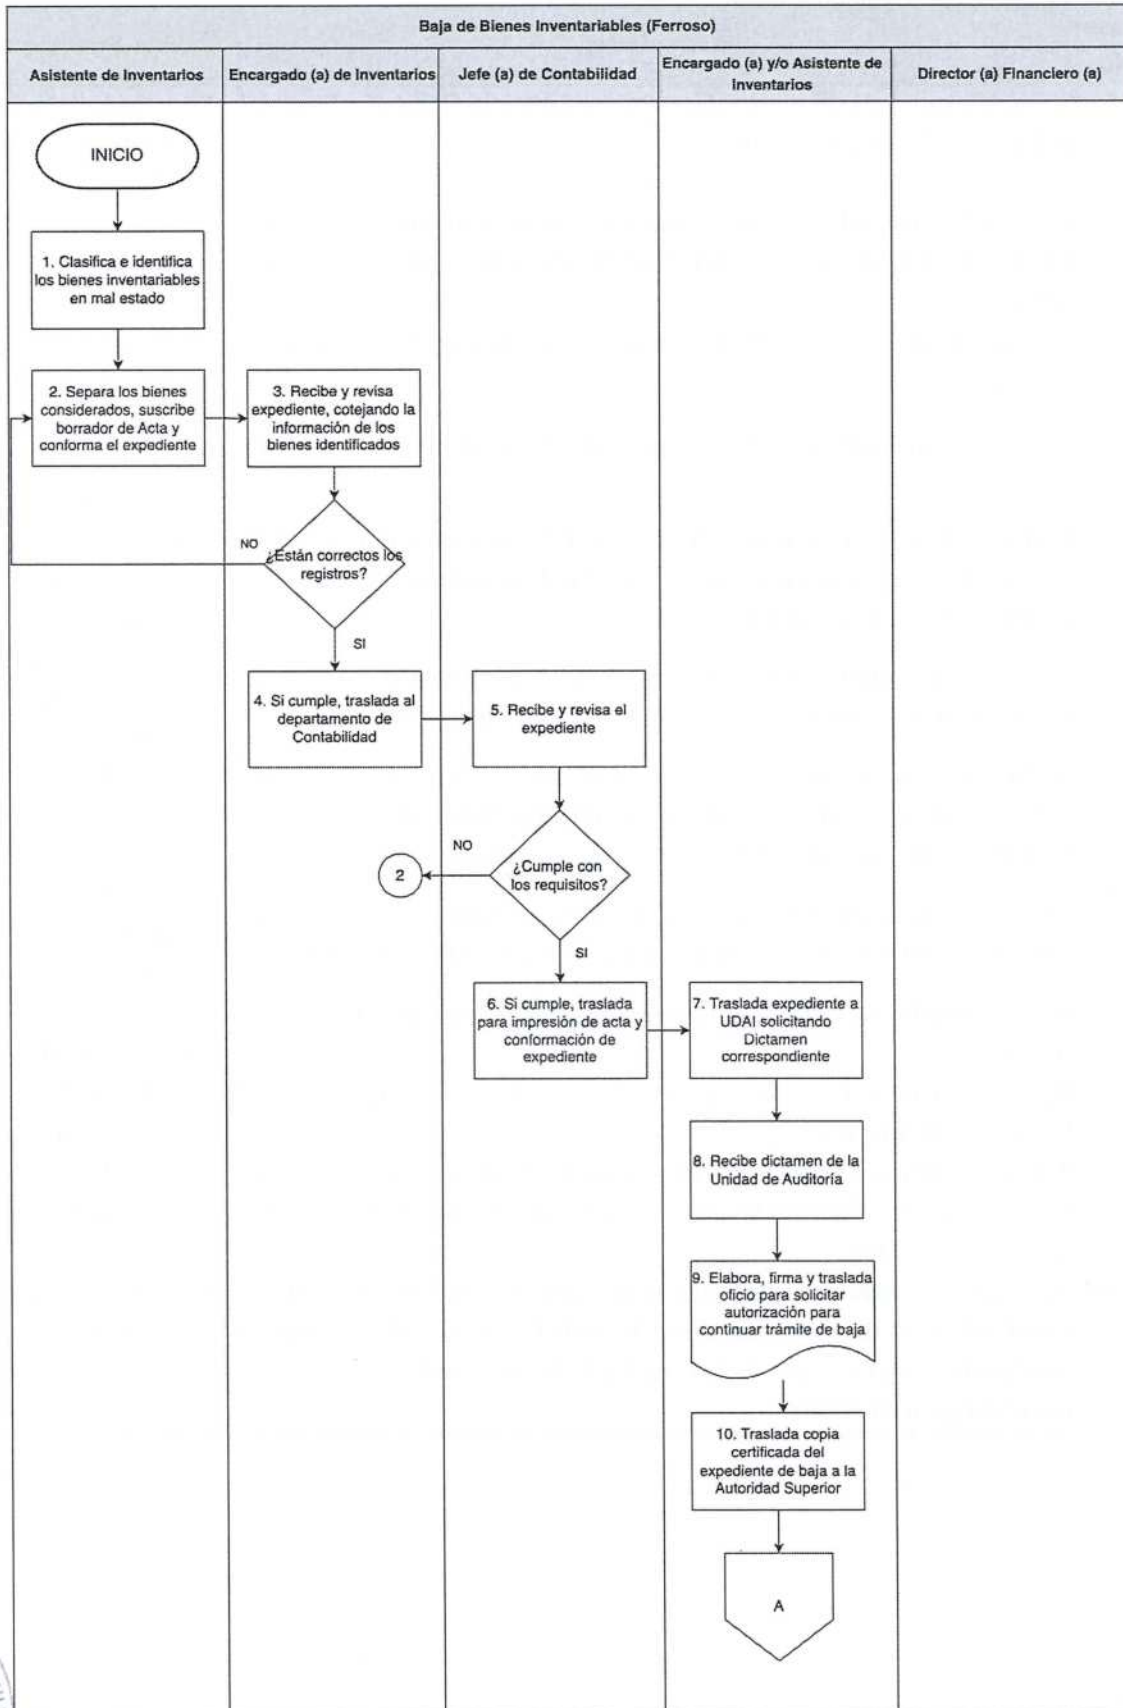 Baja de Bienes Inventariables (Ferroso)
Asistente de Inventarios
Encargado (a) de Inventarios
Jefe (a) de Contabilidad
Encargado (a) y/o Asistente de
Inventarios
Director (a) Financiero (a)
INICIO
1. Clasifica e identifica
los bienes inventariables
en mal estado
2. Separa los bienes
considerados, suscribe
borrador de Acta y
conforma el expediente
3. Recibe y revisa
expediente, cotejando la
información de los
bienes identificados
NO
¿Están correctos los
registros?
SI
4. Si cumple, traslada al
departamento de
Contabilidad
5. Recibe y revisa el
expediente
NO
2
¿Cumple con
los requisitos?
SI
6. Si cumple, traslada
para impresión de acta y
conformación de
expediente
7. Traslada expediente a
UDAI solicitando
Dictamen
correspondiente
8. Recibe dictamen de la
Unidad de Auditoría
9. Elabora, firma y traslada
oficio para solicitar
autorización para
continuar trámite de baja
10. Traslada copia
certificada del
expediente de baja a la
Autoridad Superior
A